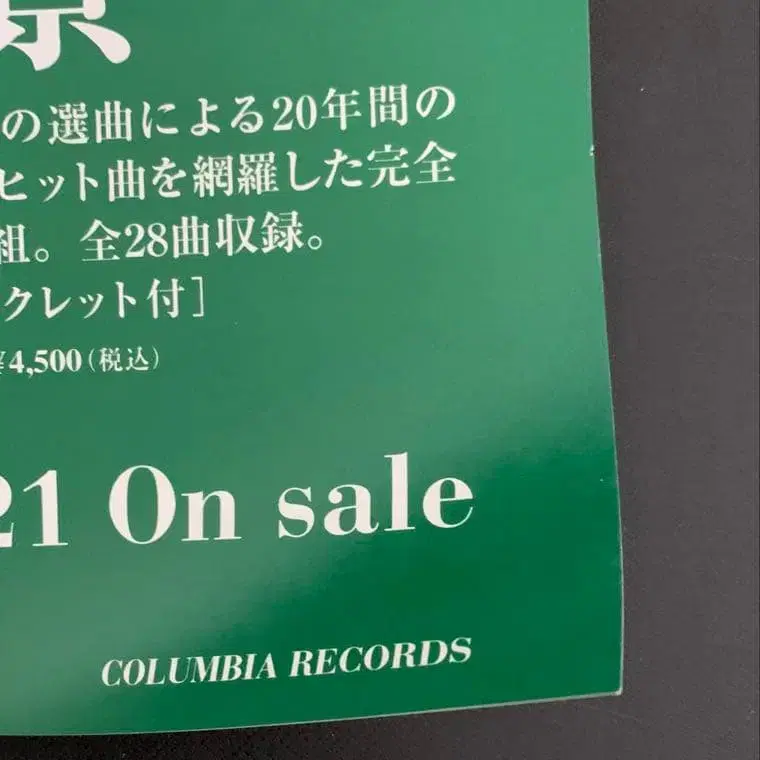 の選曲による20年間の
ヒット曲を網羅した完全
組。全28曲収録。
クレット付］
¥4,500（税込）
21 On sale
COLUMBIA RECORDS